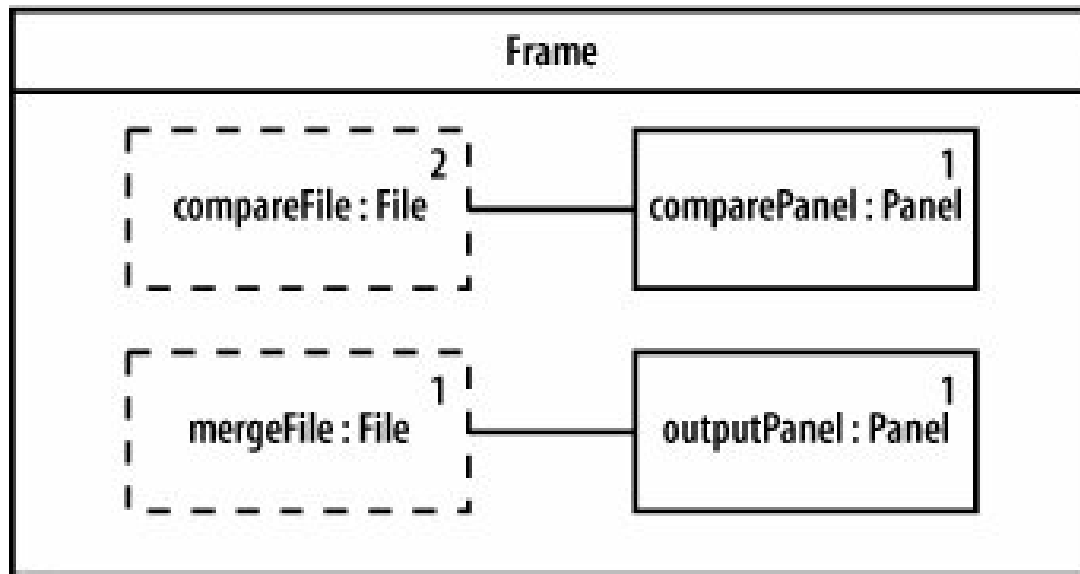 Frame
2
compareFile : File
1
comparePanel : Panel
1
mergeFile : File
1
outputPanel : Panel